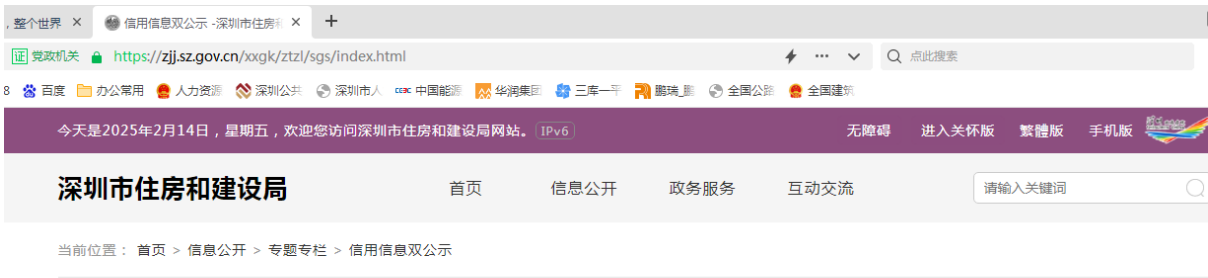 ，整个世界 × 信用信息双公示 -深圳市住房和 × +
证 党政机关 https://zjj.sz.gov.cn/xxgk/ztzl/sgs/index.html ··· 点此搜索
8 百度 办公常用 人力资源 深圳公共 深圳市人 中国能源 华润集团 三库一平 鹏瑞_鹏 全国公路 全国建筑
今天是2025年2月14日，星期五，欢迎您访问深圳市住房和建设局网站。 IPv6 无障碍 进入关怀版 繁體版 手机版
深圳市住房和建设局 首页 信息公开 政务服务 互动交流 请输入关键词
当前位置： 首页 > 信息公开 > 专题专栏 > 信用信息双公示